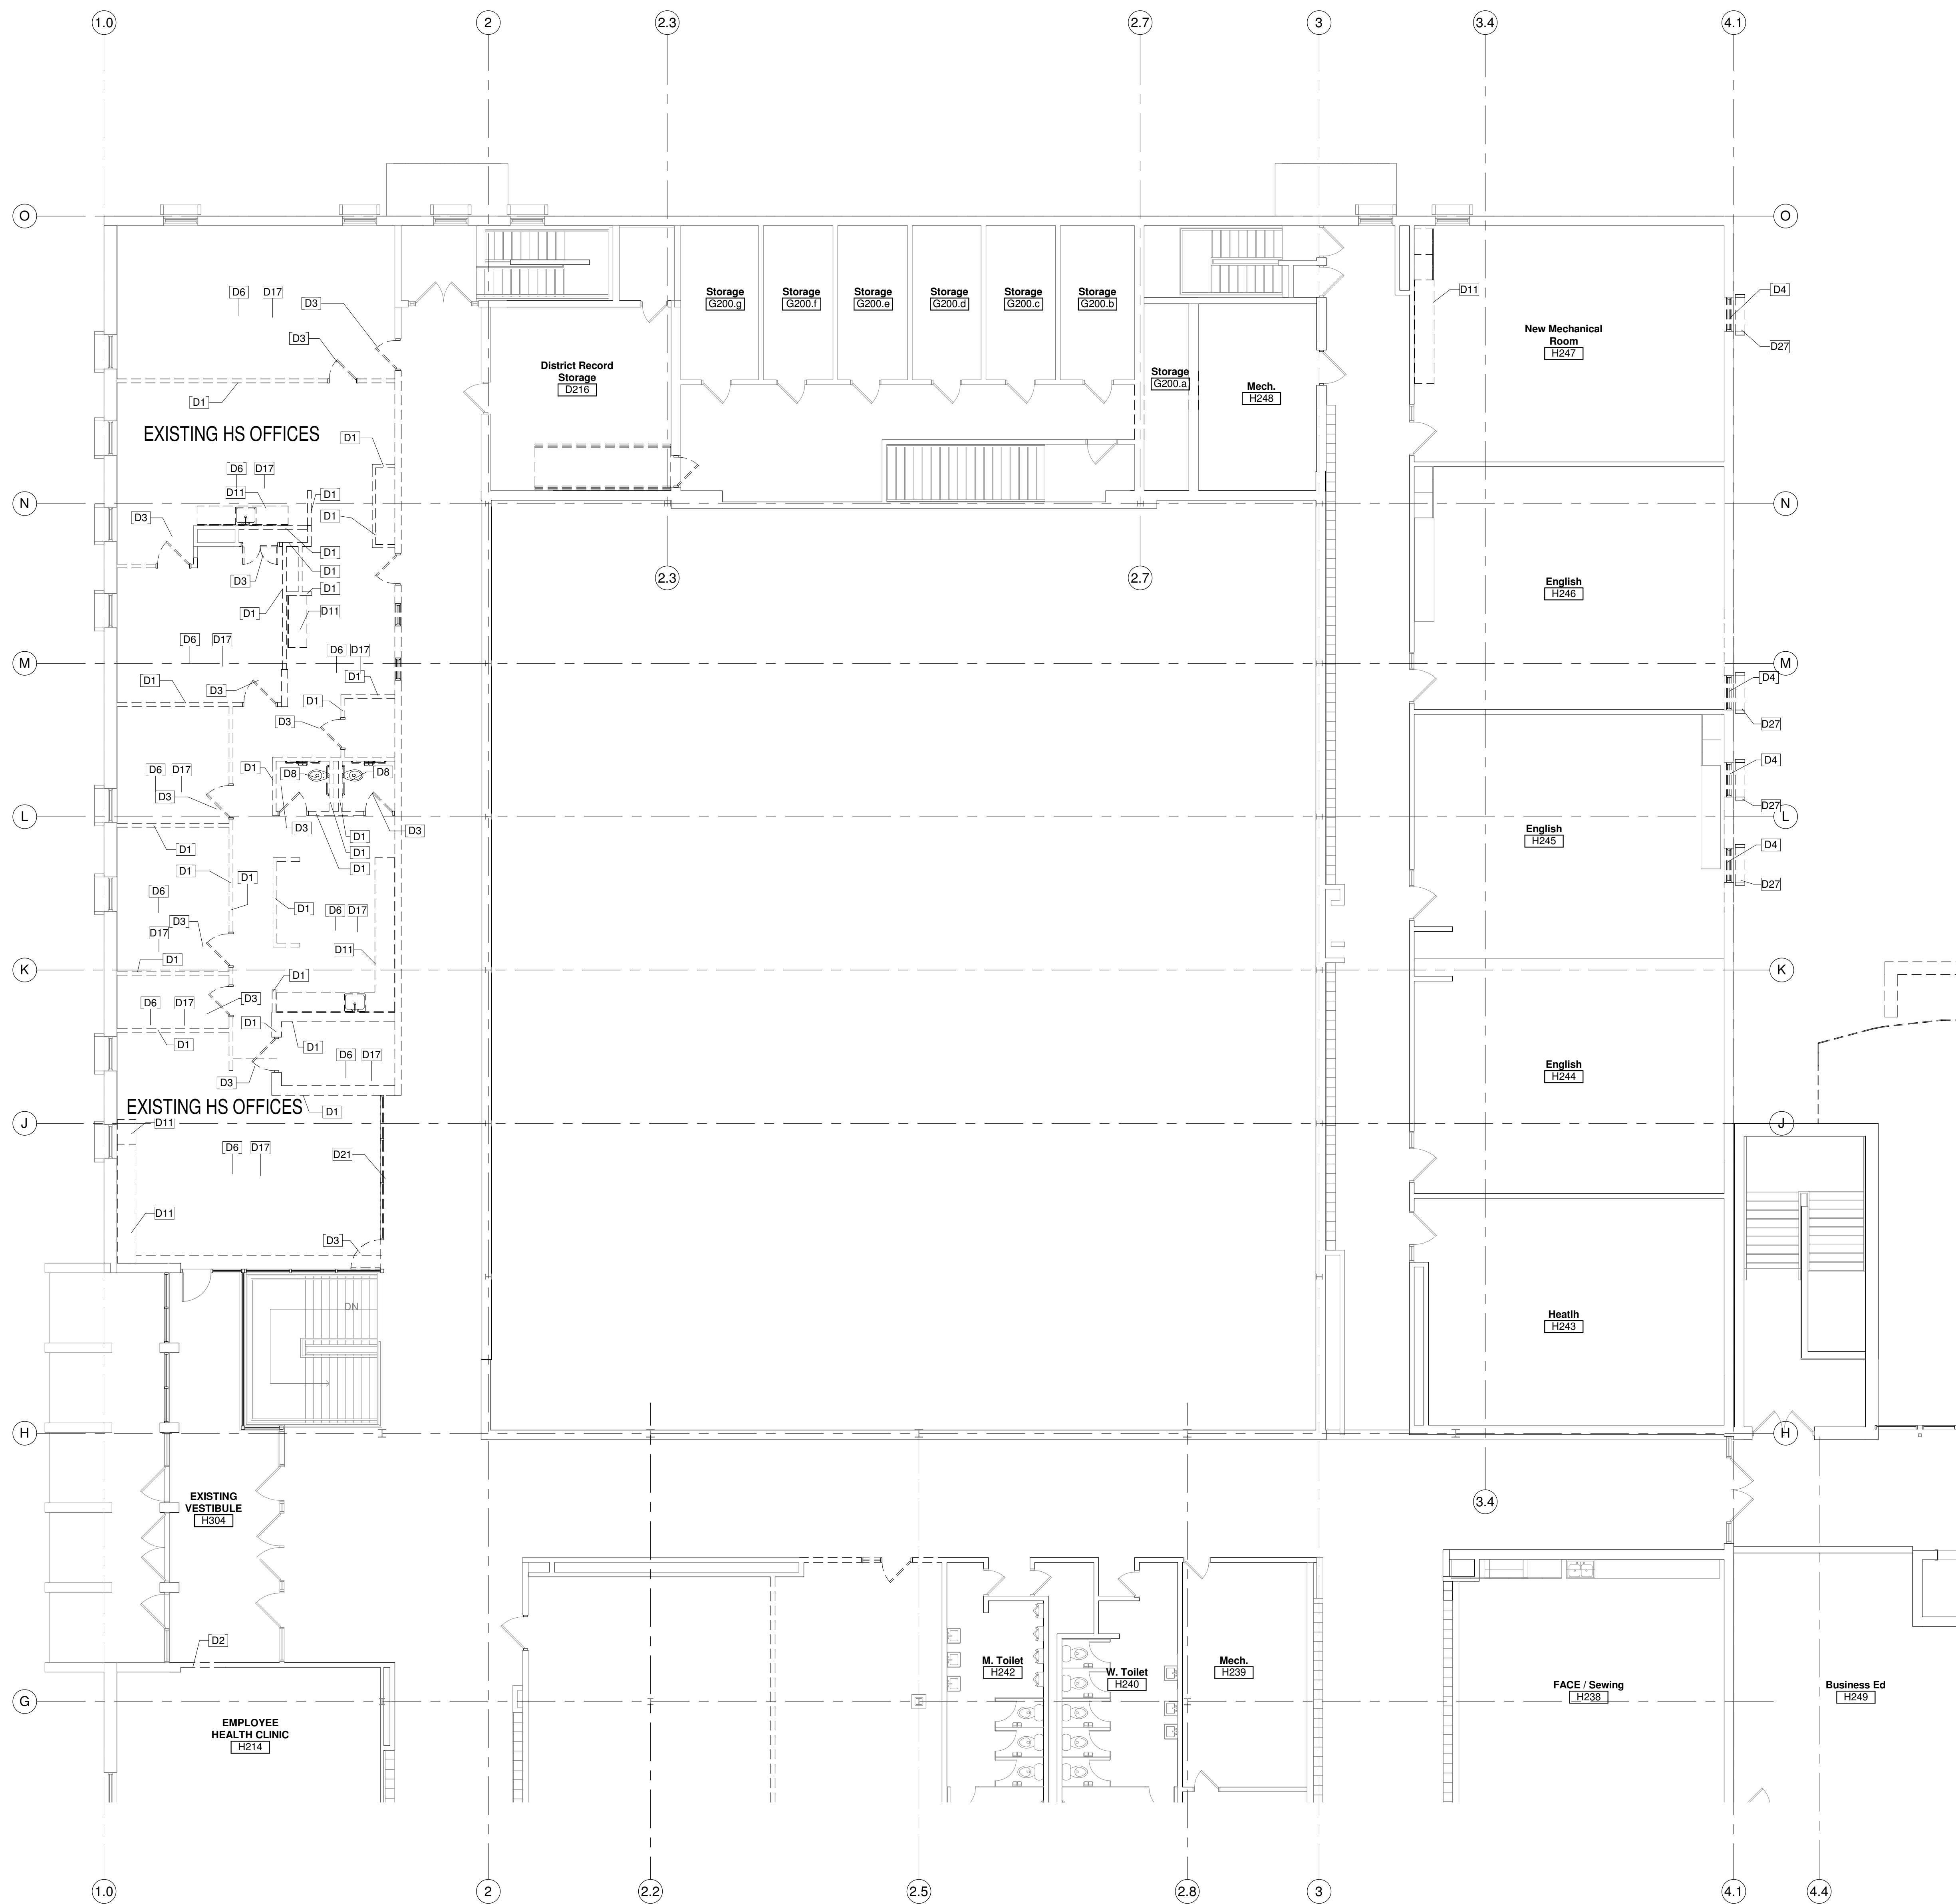 1.0
2
2.3
2.7
3
3.4
4.1
O
O
D6
D17
D3
D3
D1
EXISTING HS OFFICES
Storage
G200.g
Storage
G200.f
Storage
G200.e
Storage
G200.d
Storage
G200.c
Storage
G200.b
District Record
Storage
D216
Storage
G200.a
Mech.
H248
D11
New Mechanical
Room
H247
D4
D27
D1
D6
D17
D11
D1
D1
N
N
D3
D1
D1
D3
D1
D1
D11
2.3
2.7
English
H246
D6
D17
D6
D17
M
M
D1
D4
D1
D3
D1
D3
D27
D6
D17
D3
D1
D8
D8
D4
D27
L
L
D3
D3
D1
D1
D1
D1
D1
D1
English
H245
D4
D27
D6
D3
D17
D1
D6
D17
D11
D1
K
K
D1
D6
D17
D3
D1
D1
D1
D6
D17
D3
EXISTING HS OFFICES
D1
English
H244
J
J
D11
D6
D17
D21
D11
D3
DN
Heatlh
H243
H
H
3.4
EXISTING
VESTIBULE
H304
D2
M. Toilet
H242
W. Toilet
H240
Mech.
H239
FACE / Sewing
H238
Business Ed
H249
G
EMPLOYEE
HEALTH CLINIC
H214
1.0
2
2.2
2.5
2.8
3
4.1
4.4